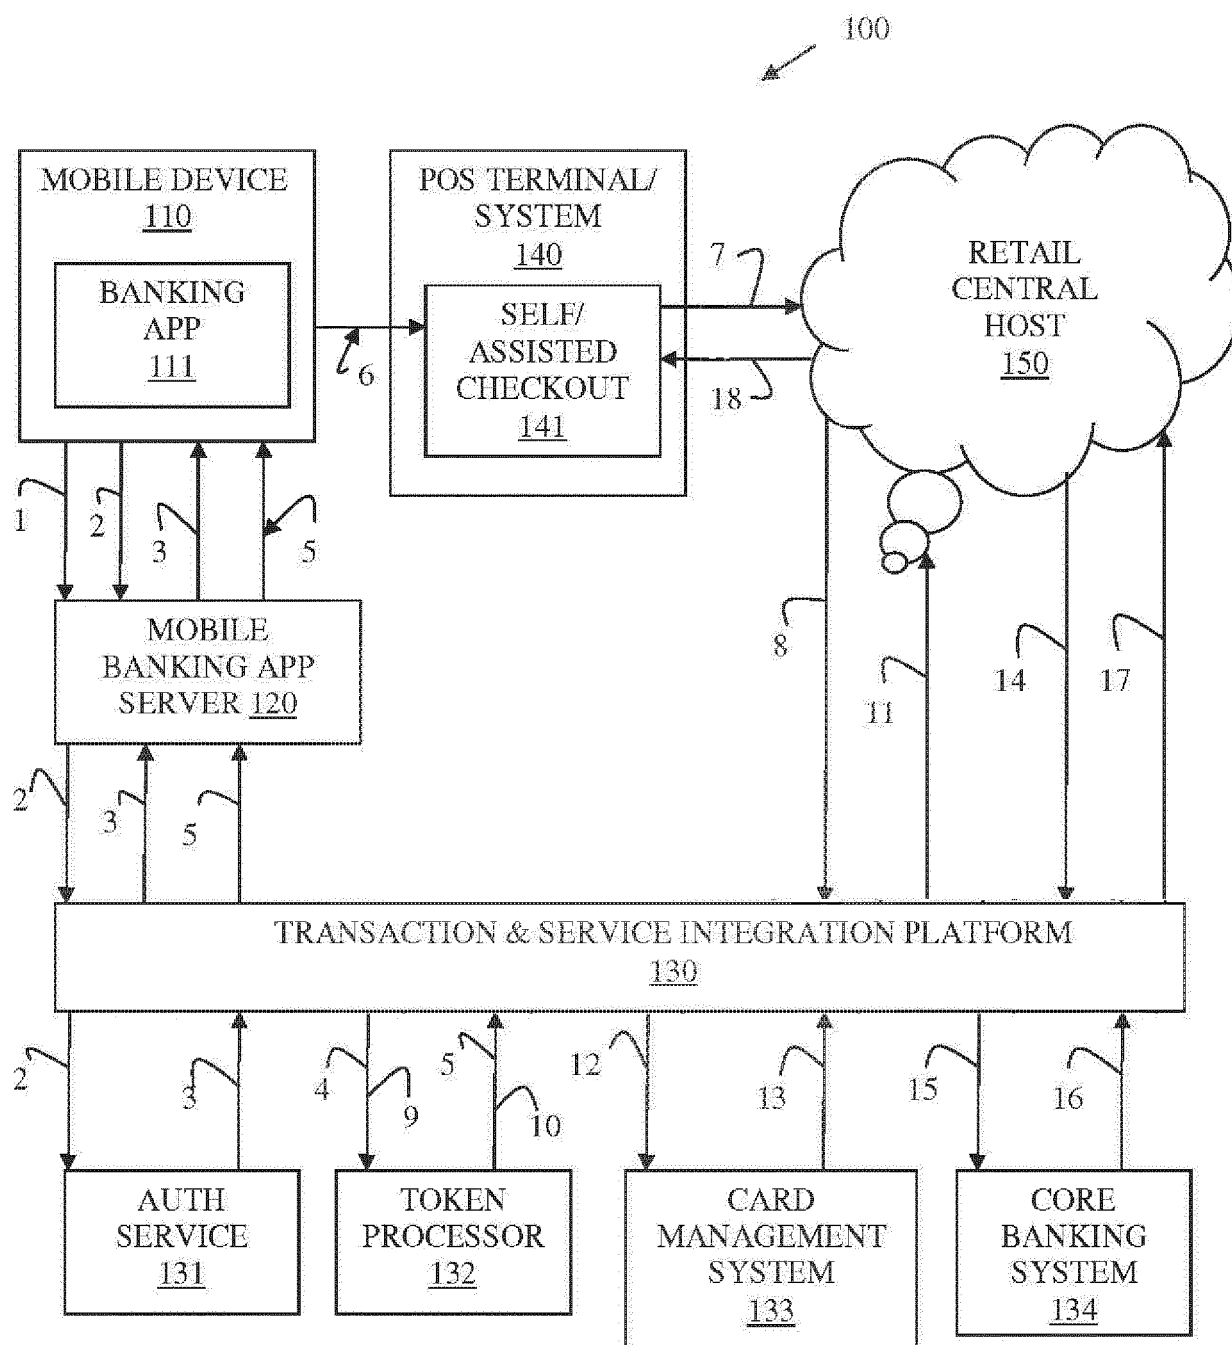 100
MOBILE DEVICE
110
BANKING
APP
111
POS TERMINAL/
SYSTEM
140
SELF/
ASSISTED
CHECKOUT
141
RETAIL
CENTRAL
HOST
150
7
18
6
1
2
3
5
8
11
14
17
MOBILE
BANKING APP
SERVER 120
2
3
5
TRANSACTION & SERVICE INTEGRATION PLATFORM
130
2
3
4
9
5
10
12
13
15
16
AUTH
SERVICE
131
TOKEN
PROCESSOR
132
CARD
MANAGEMENT
SYSTEM
133
CORE
BANKING
SYSTEM
134